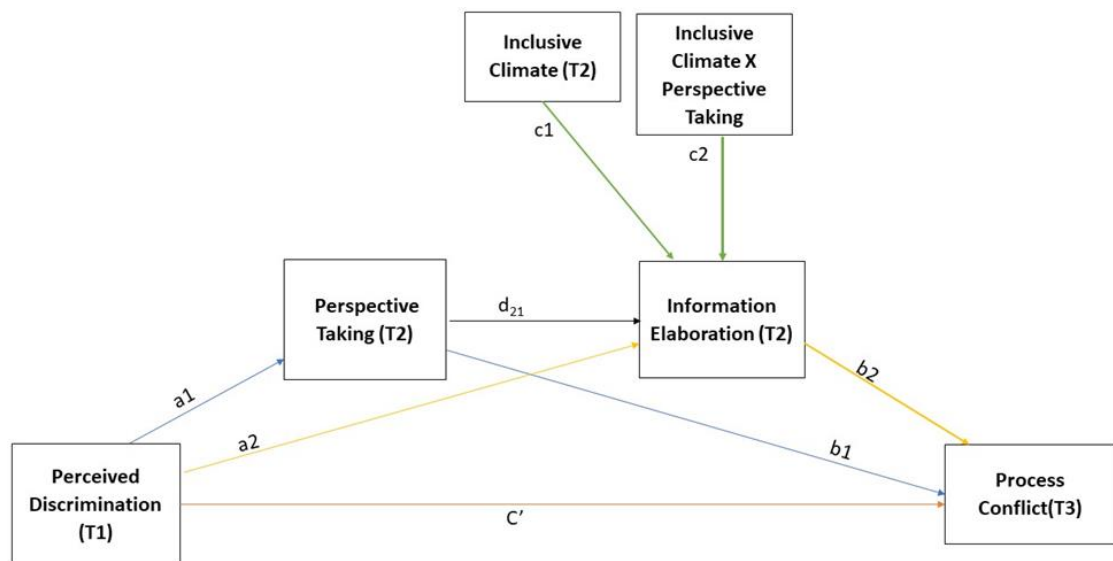 Inclusive
Climate (T2)
Inclusive
Climate X
Perspective
Taking
c1
c2
Perspective
Taking (T2)
d21
Information
Elaboration (T2)
a1
a2
b2
b1
Perceived
Discrimination
(T1)
C’
Process
Conflict(T3)